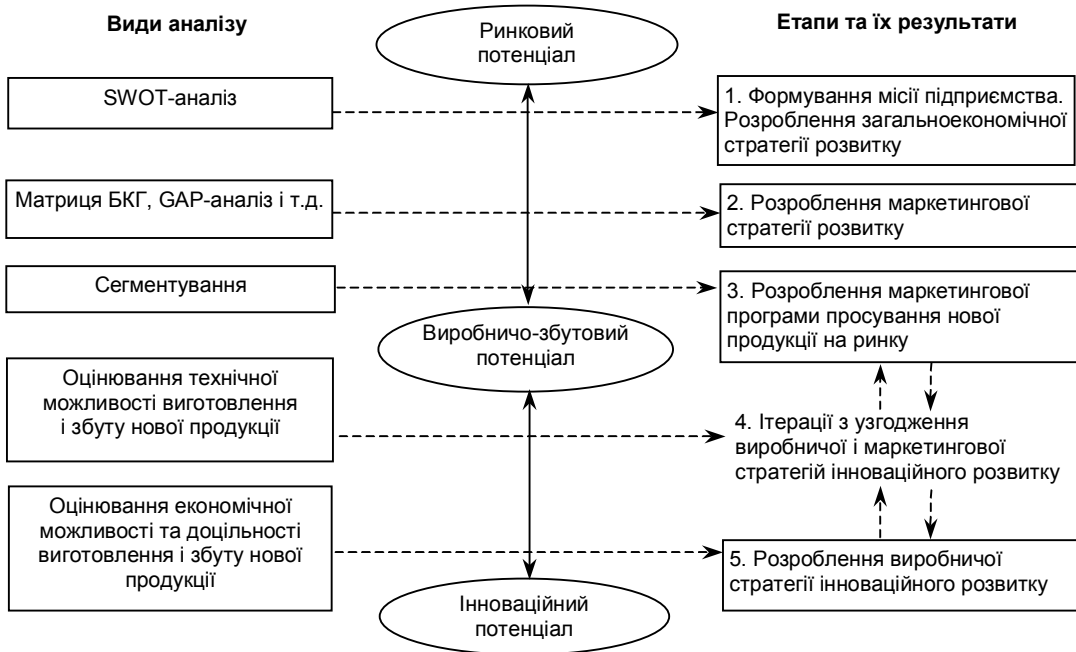 Види аналізу
Ринковий
потенціал
Етапи та їх результати
SWOT-аналіз
1. Формування місії підприємства.
Розроблення загальноекономічної
стратегії розвитку
Матриця БКГ, GAP-аналіз і т.д.
2. Розроблення маркетингової
стратегії розвитку
Сегментування
3. Розроблення маркетингової
програми просування нової
продукції на ринку
Виробничо-збутовий
потенціал
Оцінювання технічної
можливості виготовлення
і збуту нової продукції
4. Ітерації з узгодження
виробничої і маркетингової
стратегій інноваційного розвитку
Оцінювання економічної
можливості та доцільності
виготовлення і збуту нової
продукції
5. Розроблення виробничої
стратегії інноваційного розвитку
Інноваційний
потенціал